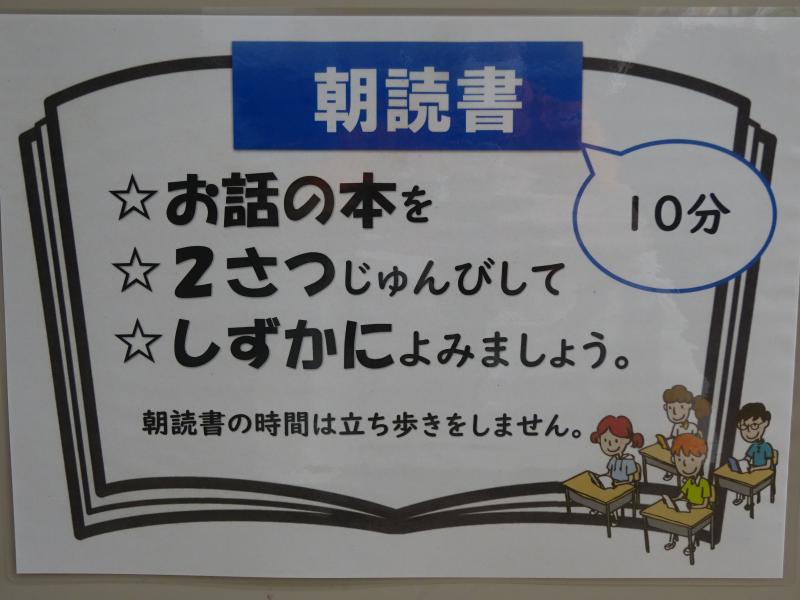 朝読書
10分
☆お話の本を
☆2さつじゅんびして
☆しずかによみましょう。
朝読書の時間は立ち歩きをしません。